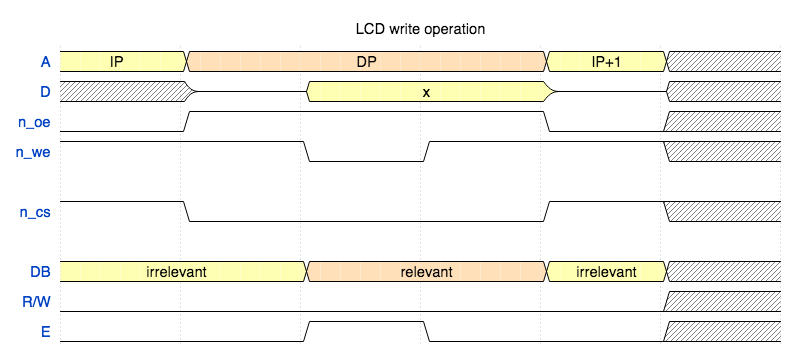 LCD write operation
A IP DP IP+1
D x
n_oe
n_we
n_cs
DB irrelevant relevant irrelevant
R/W
E